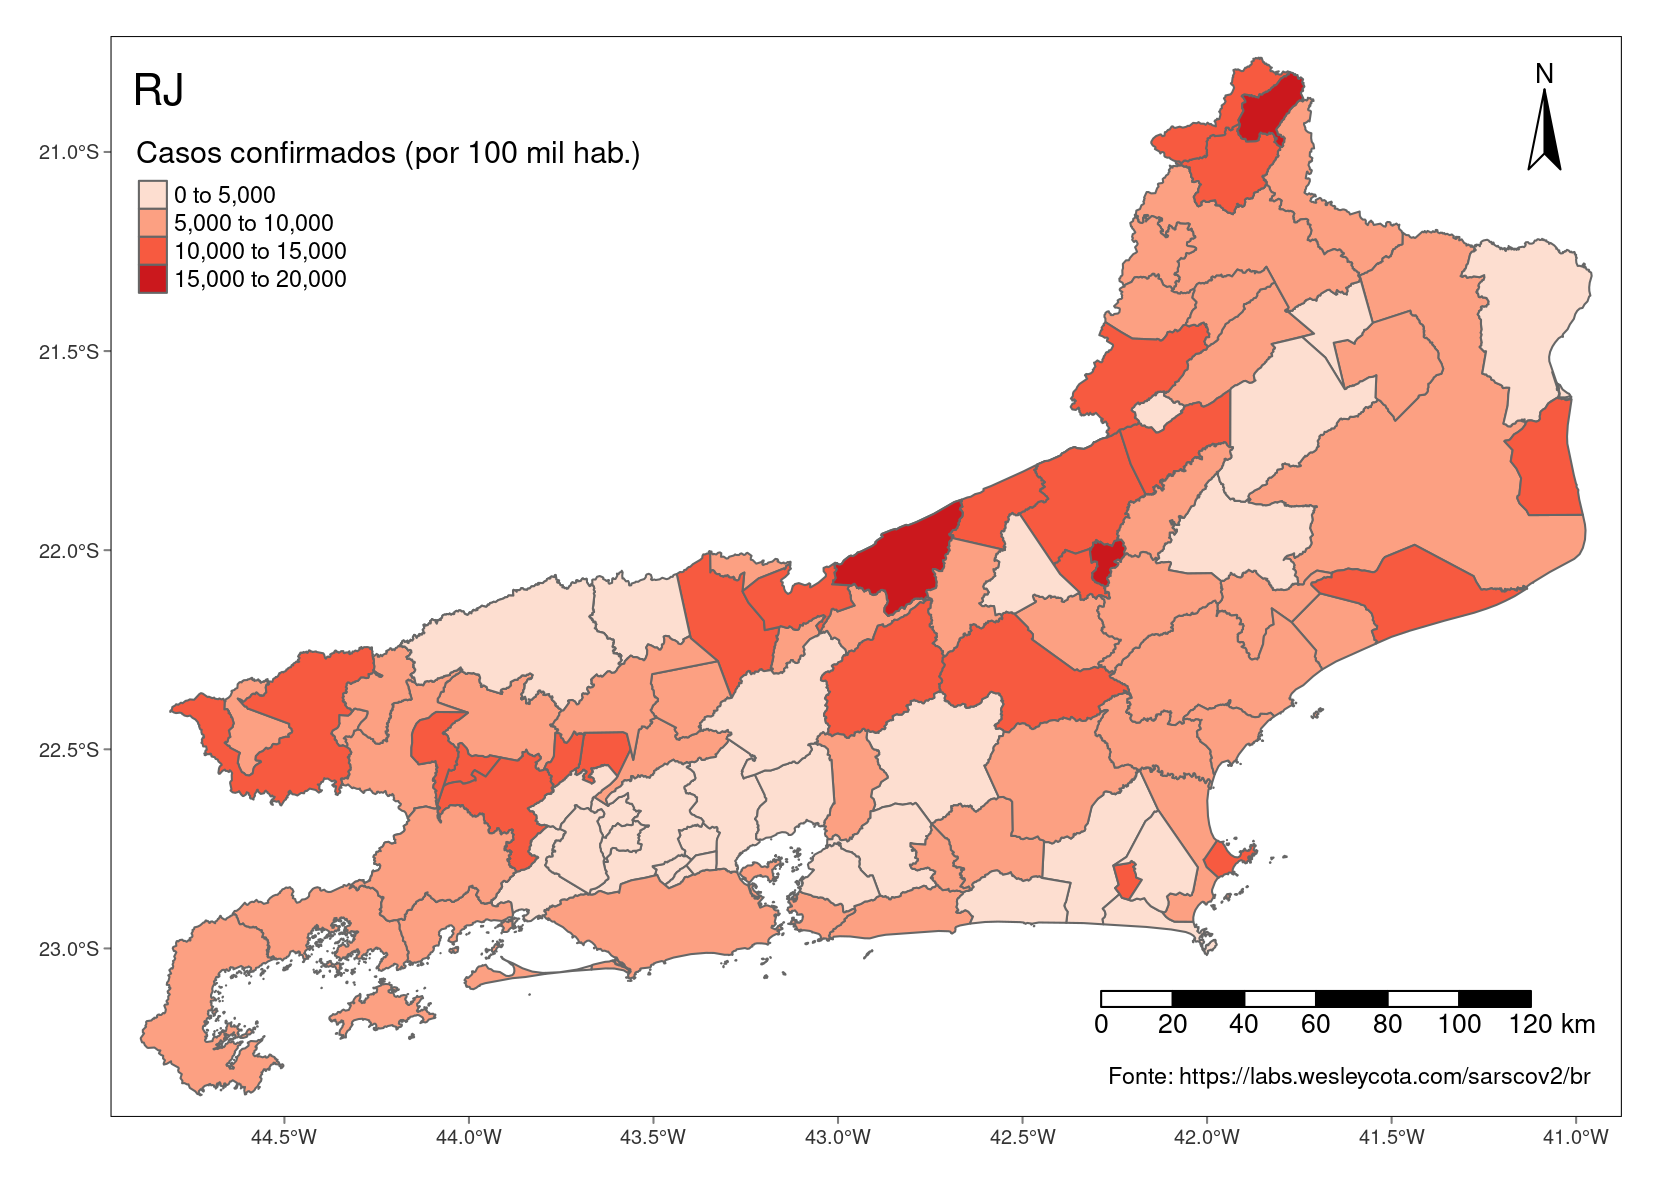 RJ
N
Casos confirmados (por 100 mil hab.)
0 to 5,000
5,000 to 10,000
10,000 to 15,000
15,000 to 20,000
21.0°S
21.5°S
22.0°S
22.5°S
23.0°S
0 20 40 60 80 100 120 km
Fonte: https://labs.wesleycota.com/sarscov2/br
44.5°W 44.0°W 43.5°W 43.0°W 42.5°W 42.0°W 41.5°W 41.0°W